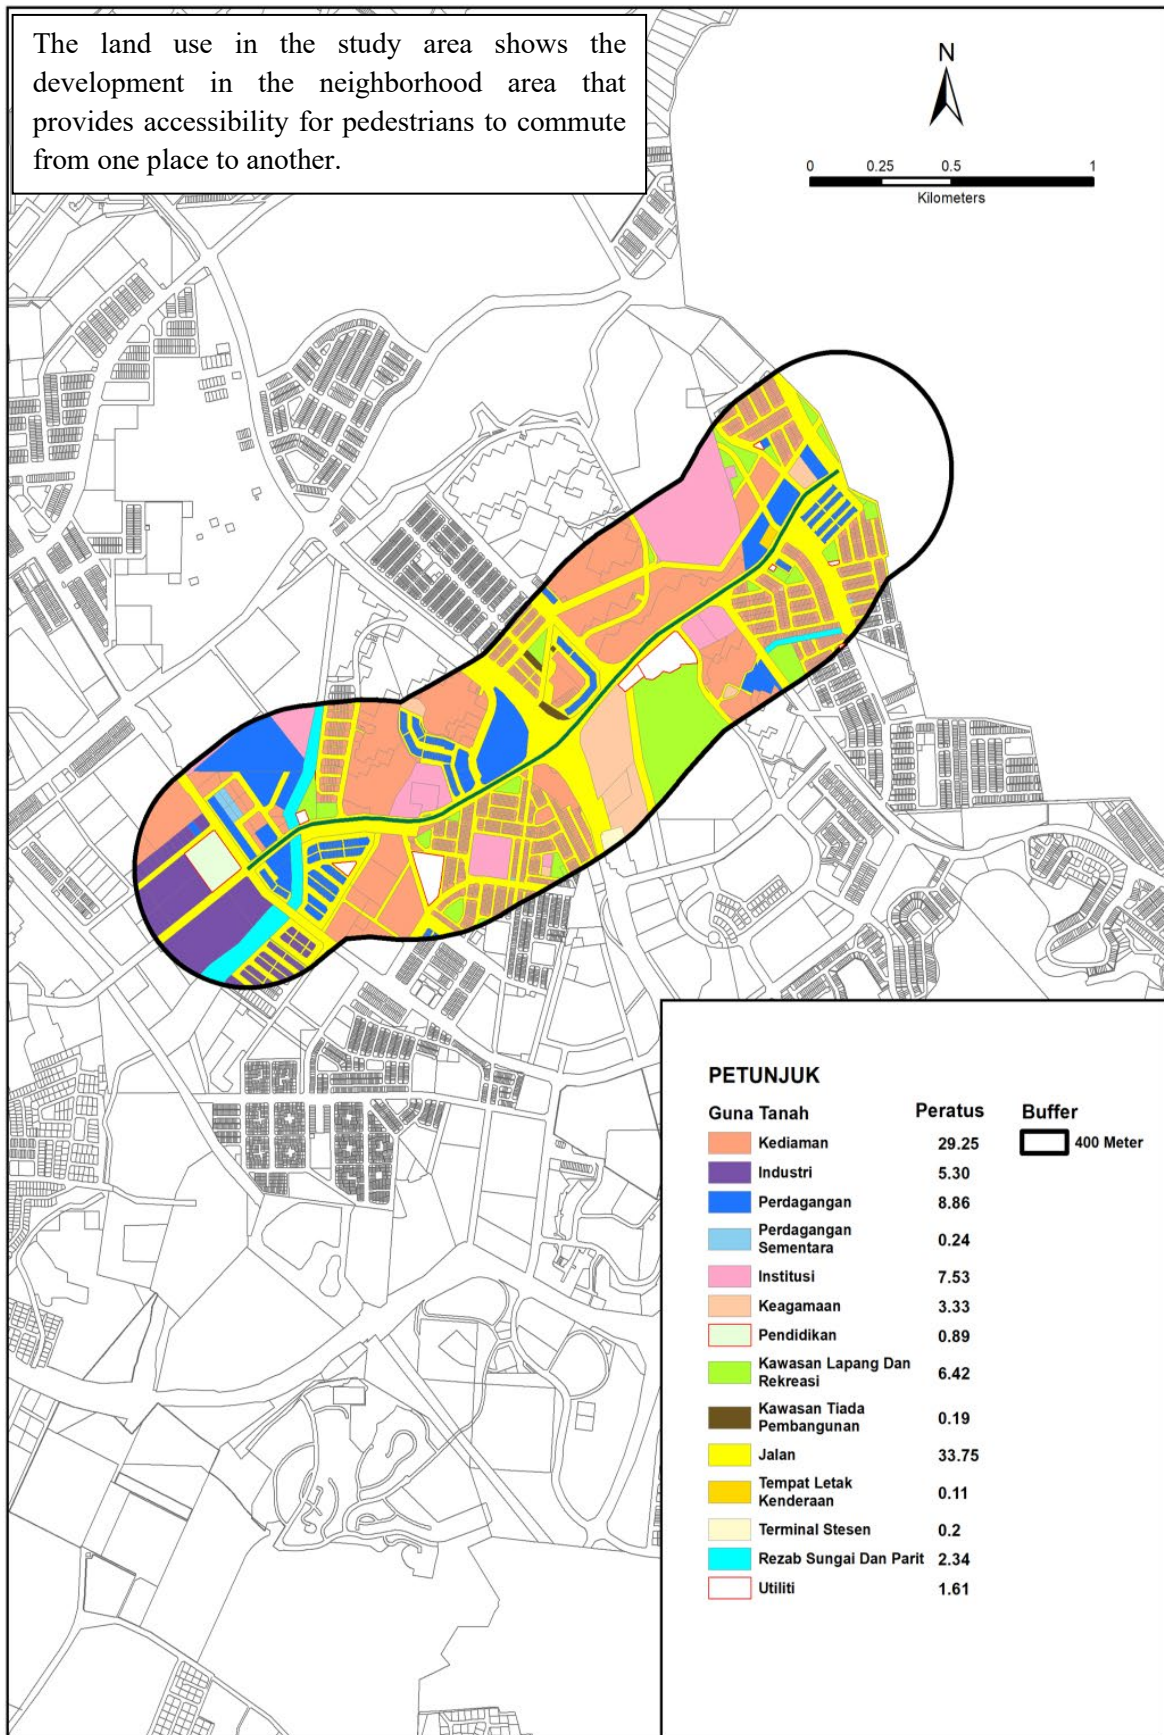 The land use in the study area shows the
development in the neighborhood area that
provides accessibility for pedestrians to commute
from one place to another.
N
0 0.25 0.5 1
Kilometers
PETUNJUK
Guna Tanah Peratus Buffer
Kediaman 29.25 400 Meter
Industri 5.30
Perdagangan 8.86
Perdagangan
Sementara 0.24
Institusi 7.53
Keagamaan 3.33
Pendidikan 0.89
Kawasan Lapang Dan
Rekreasi 6.42
Kawasan Tiada
Pembangunan 0.19
Jalan 33.75
Tempat Letak
Kenderaan 0.11
Terminal Stesen 0.2
Rezab Sungai Dan Parit 2.34
Utiliti 1.61